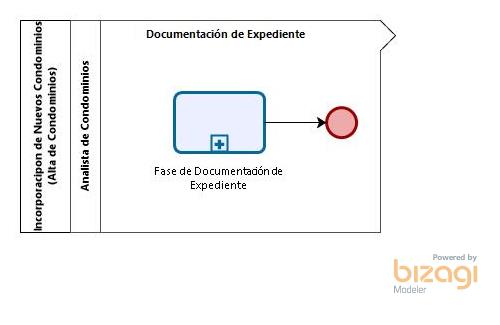 Documentación de Expediente
Incorporacipon de Nuevos Condominios
(Alta de Condominios)
Analista de Condominios
Fase de Documentación de
Expediente
Powered by
bizagi
Modeler